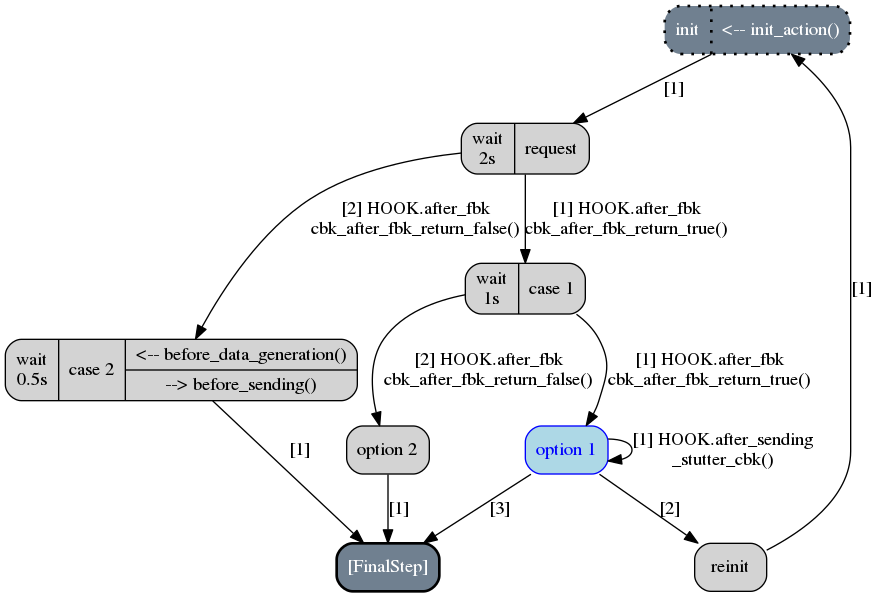 init
<-- init_action()
[1]
wait
2s
request
[2] HOOK.after_fbk
cbk_after_fbk_return_false()
[1] HOOK.after_fbk
cbk_after_fbk_return_true()
wait
1s
case 1
[1]
wait
0.5s
case 2
<-- before_data_generation()
--> before_sending()
[2] HOOK.after_fbk
cbk_after_fbk_return_false()
[1] HOOK.after_fbk
cbk_after_fbk_return_true()
option 2
option 1
[1] HOOK.after_sending
_stutter_cbk()
[1]
[1]
[3]
[2]
[FinalStep]
reinit